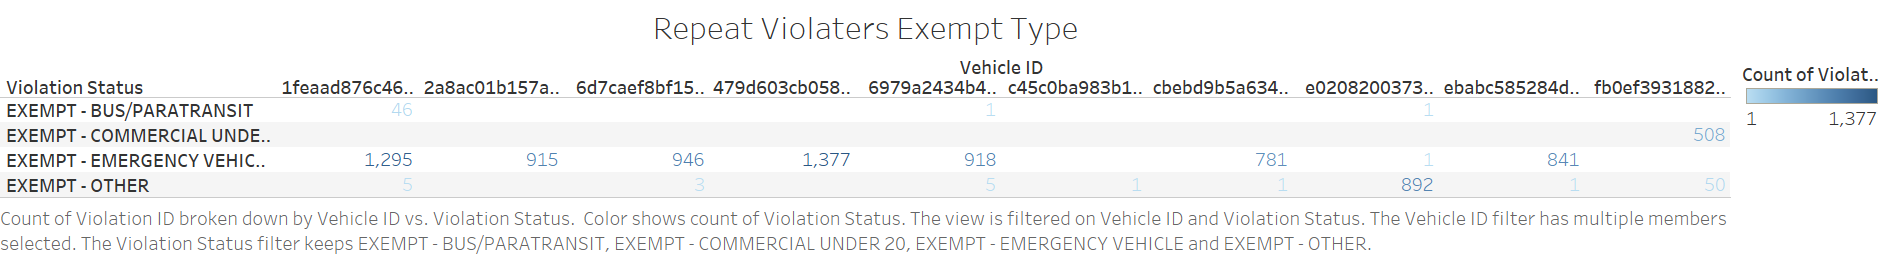 Repeat Violaters Exempt Type
Vehicle ID
Violation Status 1feaad876c46.. 2a8ac01b157a.. 6d7caef8bf15.. 479d603cb058.. 6979a2434b4.. c45c0ba983b1.. cbebd9b5a634.. e0208200373.. ebabc585284d.. fb0ef3931882..
EXEMPT - BUS/PARATRANSIT 46 1 1
EXEMPT - COMMERCIAL UNDE.. 508
EXEMPT - EMERGENCY VEHIC.. 1,295 915 946 1,377 918 781 1 841
EXEMPT - OTHER 5 3 5 1 1 892 1 50
Count of Violation ID broken down by Vehicle ID vs. Violation Status. Color shows count of Violation Status. The view is filtered on Vehicle ID and Violation Status. The Vehicle ID filter has multiple members
selected. The Violation Status filter keeps EXEMPT - BUS/PARATRANSIT, EXEMPT - COMMERCIAL UNDER 20, EXEMPT - EMERGENCY VEHICLE and EXEMPT - OTHER.
Count of Violat..
1 1,377